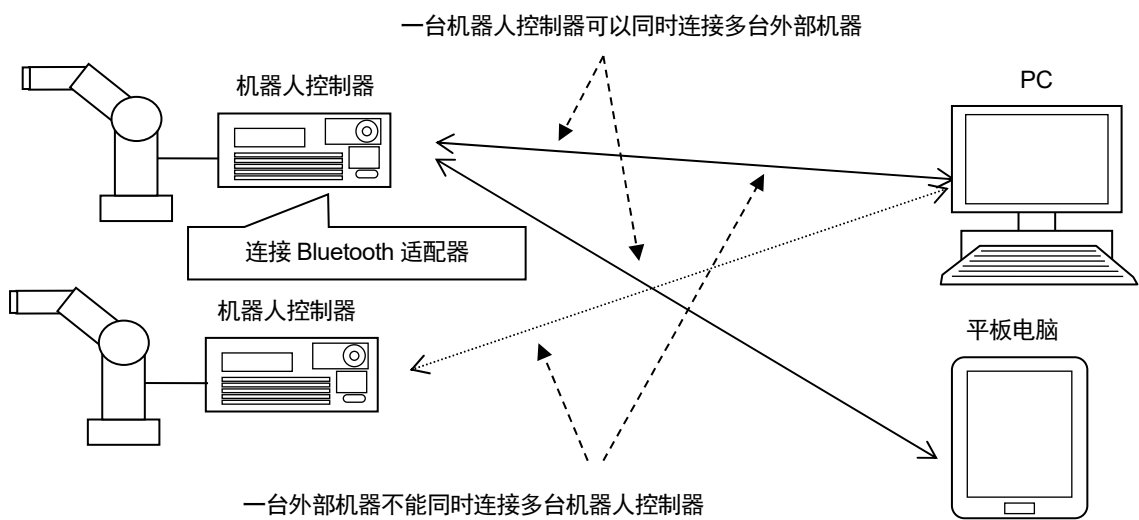 一台机器人控制器可以同时连接多台外部机器
机器人控制器
PC
连接 Bluetooth 适配器
机器人控制器
平板电脑
一台外部机器不能同时连接多台机器人控制器